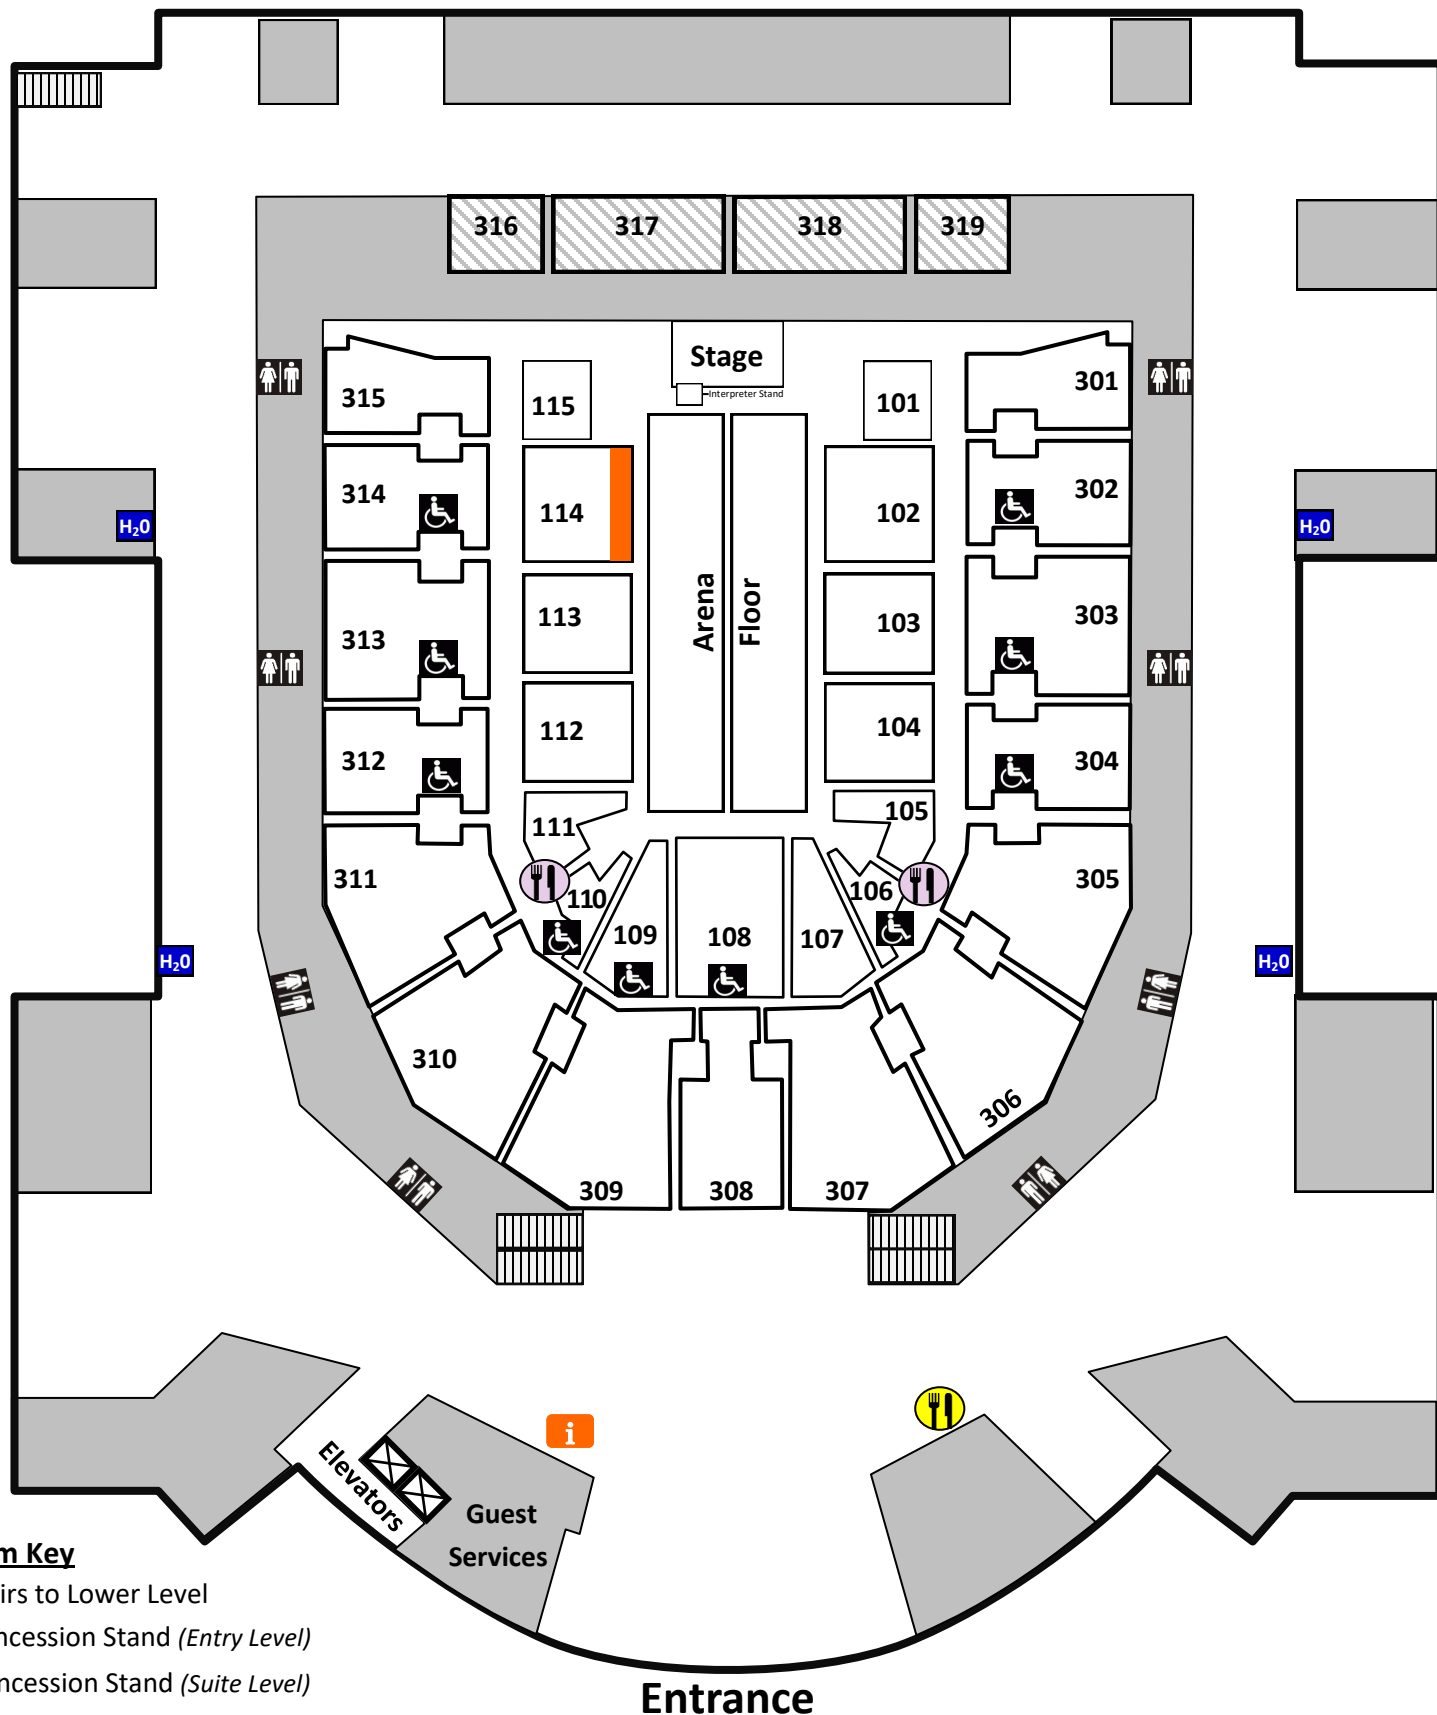 316 317 318 319
Stage
Interpreter Stand
315 115 101 301
314 114 102 302
H₂0 H₂0
313 113 Arena Floor 103 303
312 112 104 304
111 105
311 110 106 305
109 108 107
H₂0 H₂0
310 306
309 308 307
i
Elevators
Guest
Services
Key
to Lower Level
Stand (Entry Level)
Stand (Suite Level)
Entrance